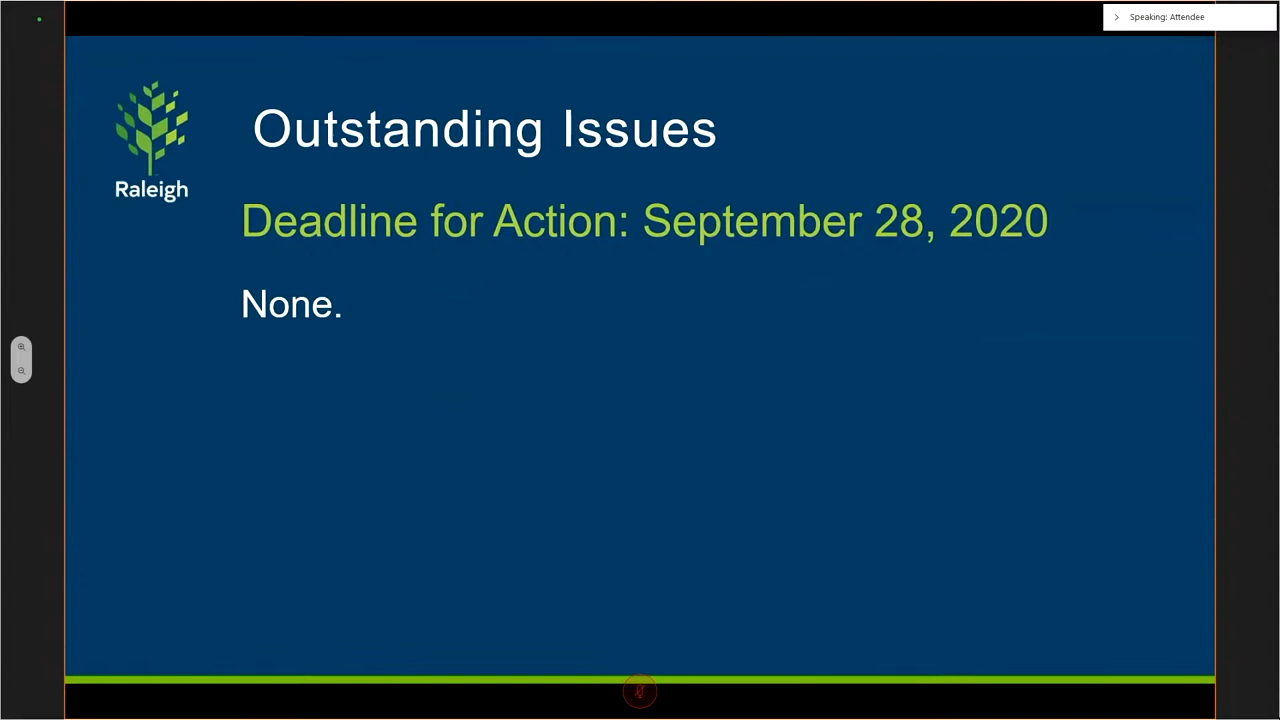 Speaking: Attendee
Outstanding Issues
Raleigh
Deadline for Action: September 28, 2020
None.